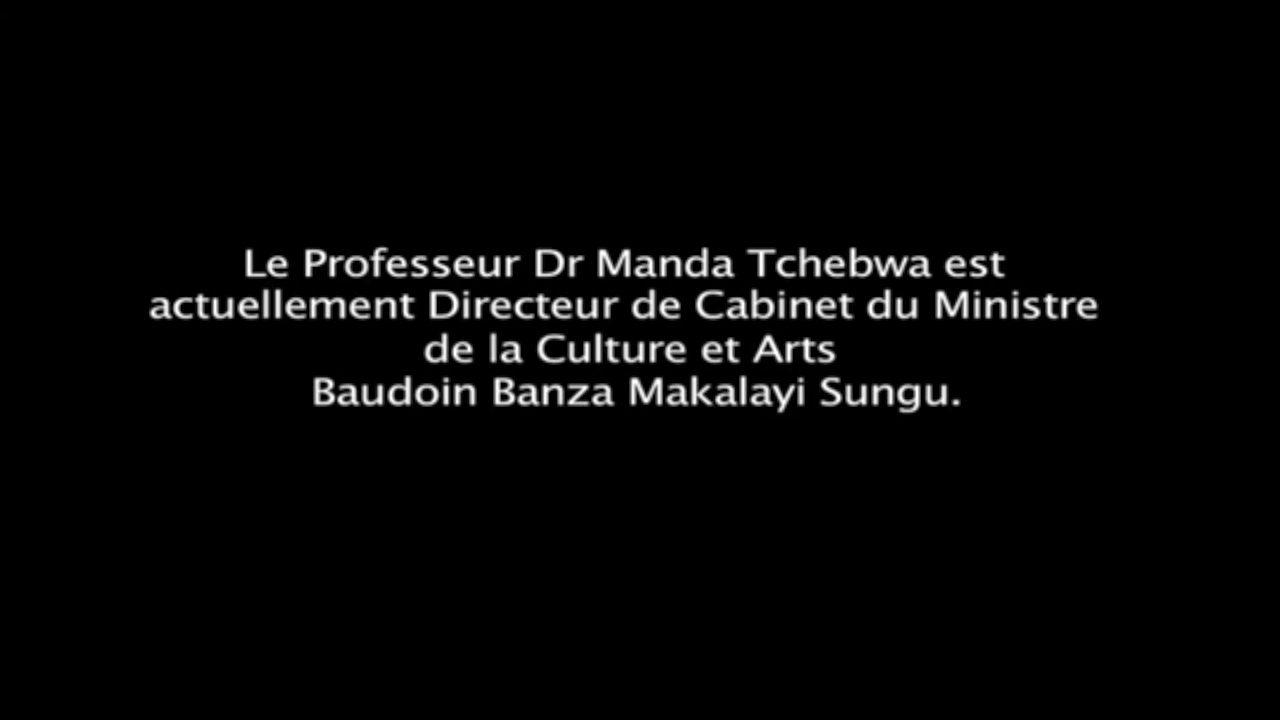 Le Professeur Dr Manda Tchebwa est
actuellement Directeur de Cabinet du Ministre
de la Culture et Arts
Baudoin Banza Makalayi Sungu.